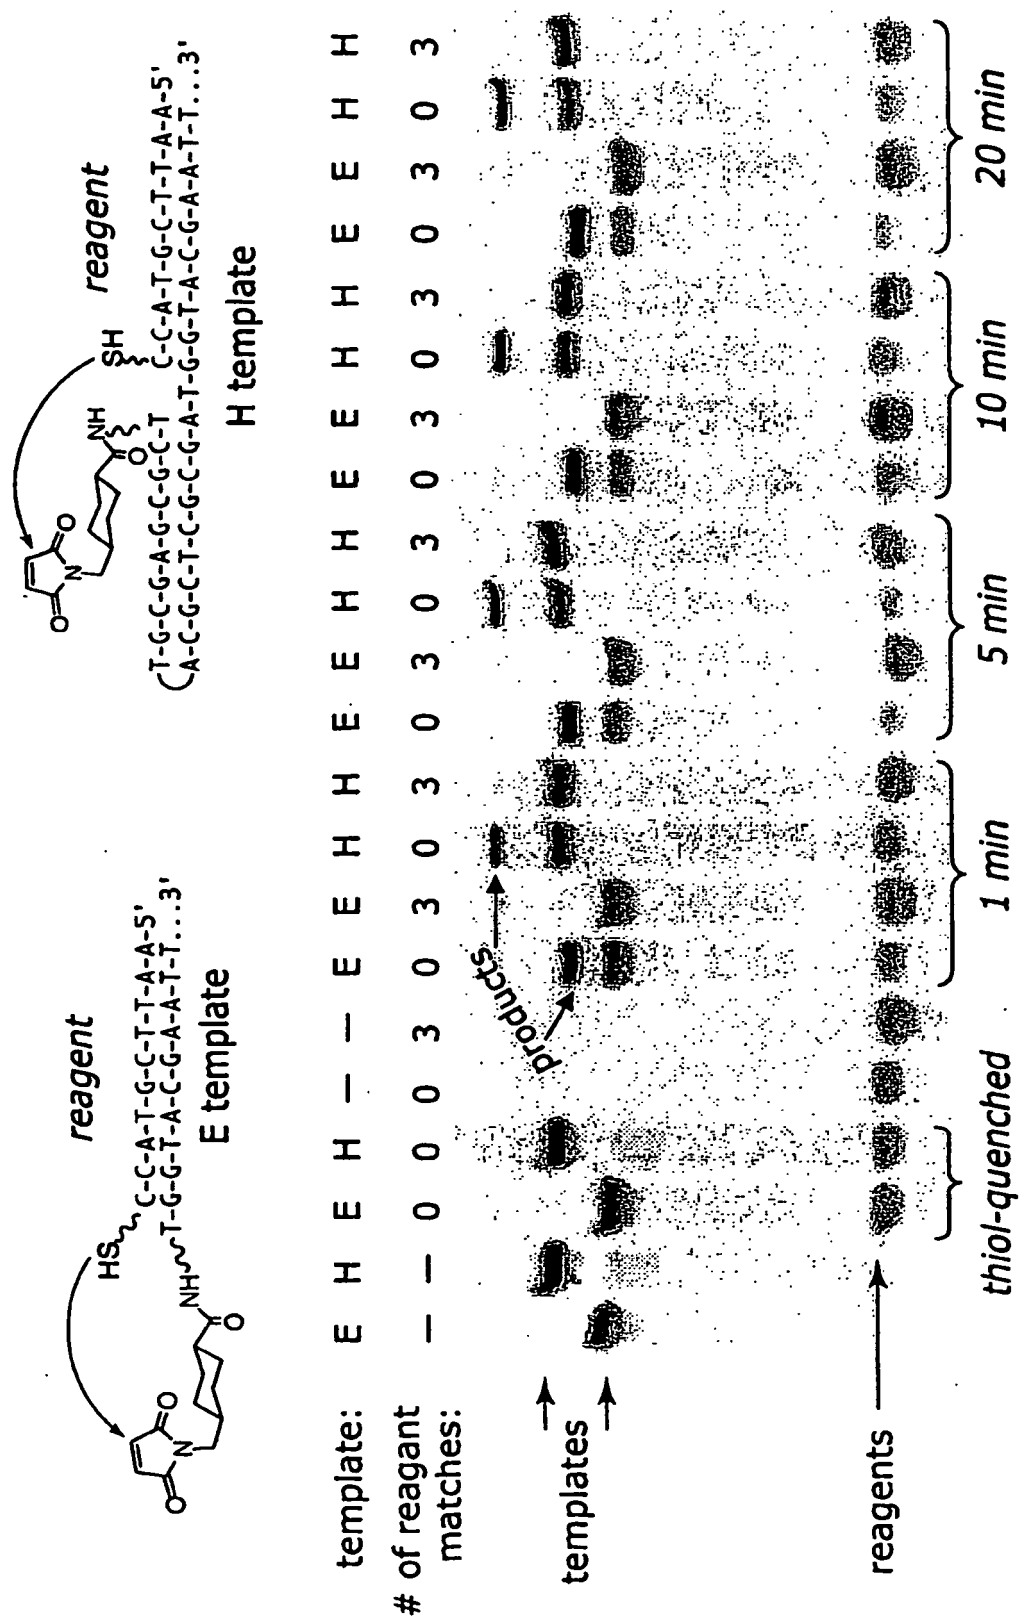 reagent
HS
C-C-A-T-G-C-T-T-A-A-5'
NH
T-G-G-T-A-C-G-A-A-T-T...3'
O
O
N
O
E template
reagent
SH
NH
O
O
N
O
T-G-C-G-A-G-C-G-C-T C-C-A-T-G-C-T-T-A-A-5'
A-C-G-C-T-C-G-C-G-A-T-G-G-T-A-C-G-A-A-T-T...3'
H template
template: E H E H — — E E H H E E H H E E H H E E H H
# of reagant
matches: — — 0 0 0 3 0 3 0 3 0 3 0 3 0 3 0 3 0 3 0 3
products
templates
reagents
thiol-quenched 1 min 5 min 10 min 20 min